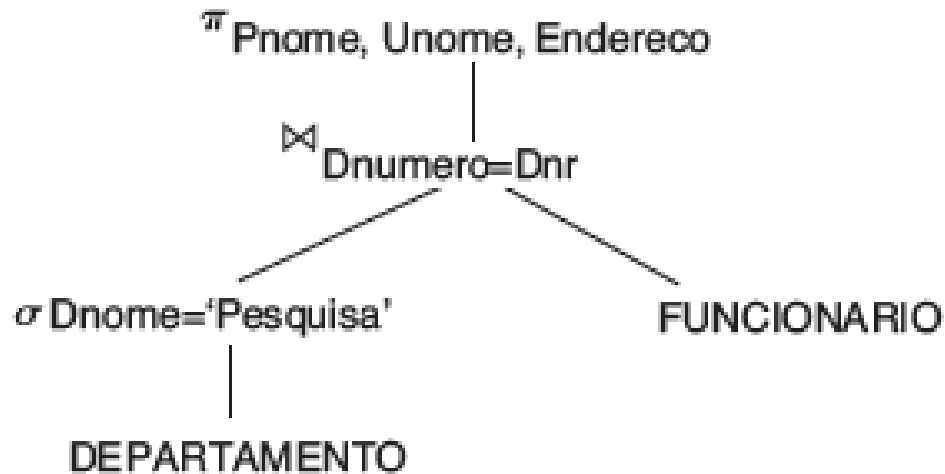 π Pnome, Unome, Endereco
⋈ Dnumero=Dnr
σ Dnome=‘Pesquisa’
FUNCIONARIO
DEPARTAMENTO